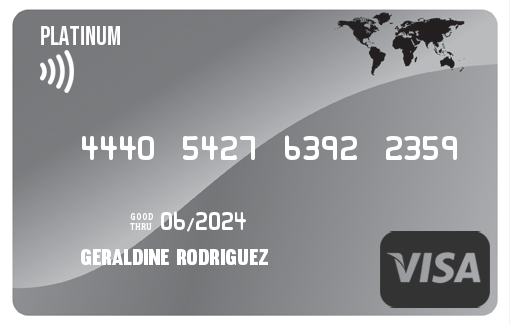 PLATINUM
4440 5427 6392 2359
GOOD THRU 06/2024
GERALDINE RODRIGUEZ
VISA